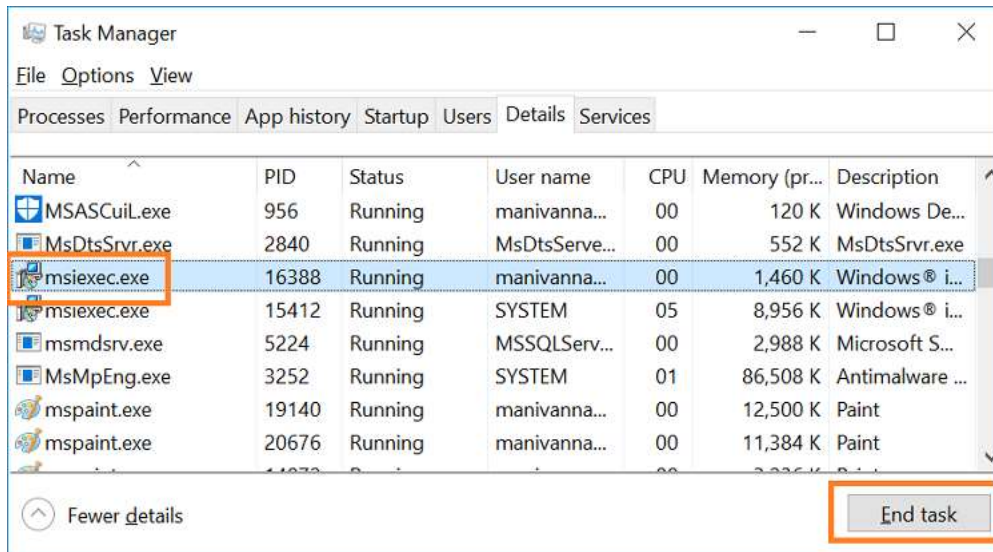 Task Manager
File Options View
Processes Performance App history Startup Users Details Services
Name PID Status User name CPU Memory (pr... Description
MSASCuiL.exe 956 Running manivanna... 00 120 K Windows De...
MsDtsSrvr.exe 2840 Running MsDtsServe... 00 552 K MsDtsSrvr.exe
msiexec.exe 16388 Running manivanna... 00 1,460 K Windows® i...
msiexec.exe 15412 Running SYSTEM 05 8,956 K Windows® i...
msmdsrv.exe 5224 Running MSSQLServ... 00 2,988 K Microsoft S...
MsMpEng.exe 3252 Running SYSTEM 01 86,508 K Antimalware ...
mspaint.exe 19140 Running manivanna... 00 12,500 K Paint
mspaint.exe 20676 Running manivanna... 00 11,384 K Paint
Fewer details End task